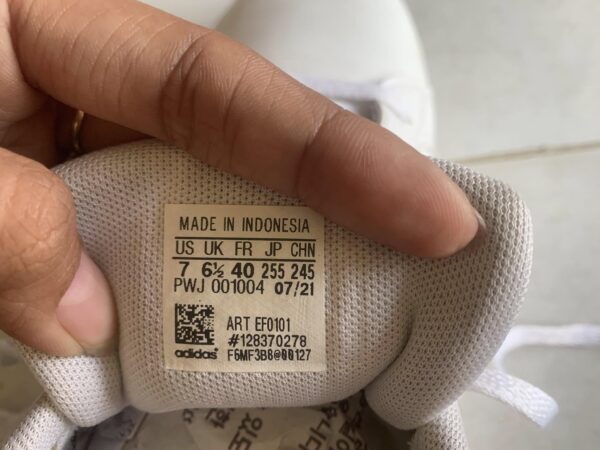 MADE IN INDONESIA
US UK FR JP CHN
7 6½ 40 255 245
PWJ 001004 07/21
ART EF0101
#128370278
adidas F6MF3B8@00127